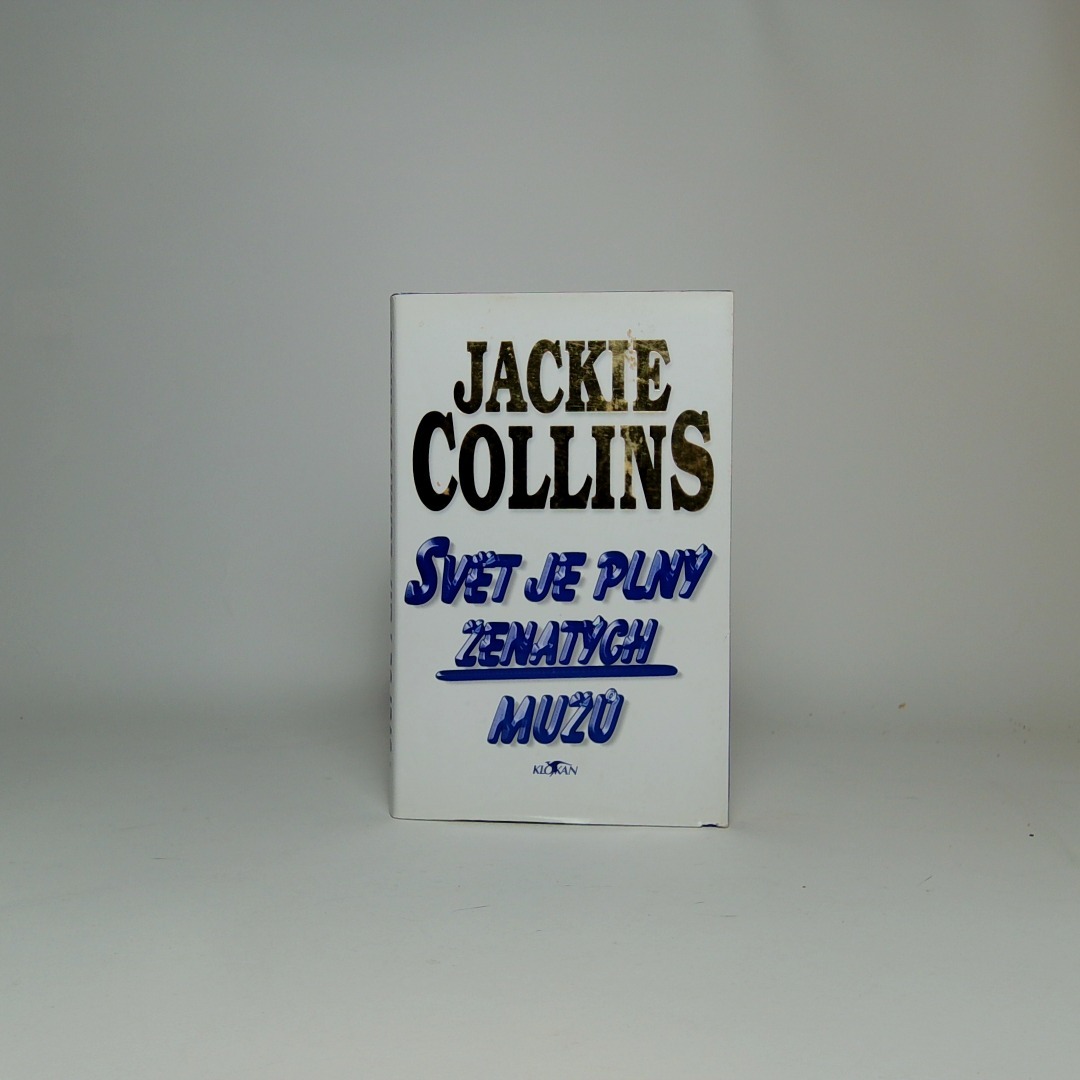 JACKIE
COLLINS
SVĚT JE PLNÝ
ŽENATÝCH
MUŽŮ
KLOKAN